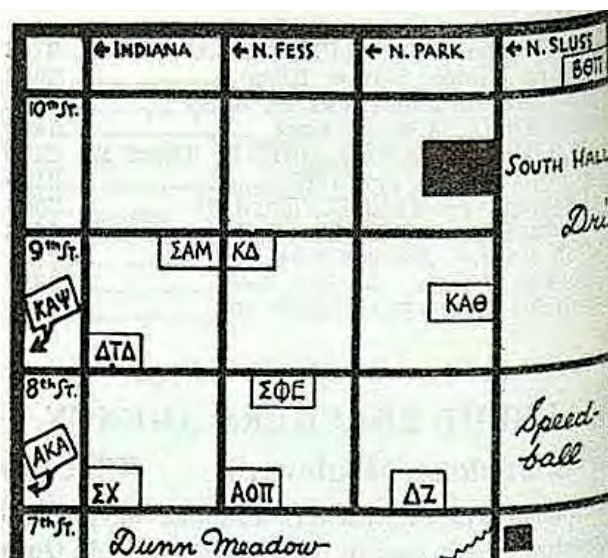 ← INDIANA
← N. FESS
← N. PARK
← N. SLUSS
ΒΘΠ
10TH ST.
SOUTH HALL
9TH ST.
ΣΑΜ
ΚΔ
ΚΑΨ
ΚΑΘ
ΔΤΔ
8TH ST.
ΣΦΕ
Speed-
ball
ΑΚΑ
ΣΧ
ΑΟΠ
ΔΖ
7TH ST.
Dunn Meadow